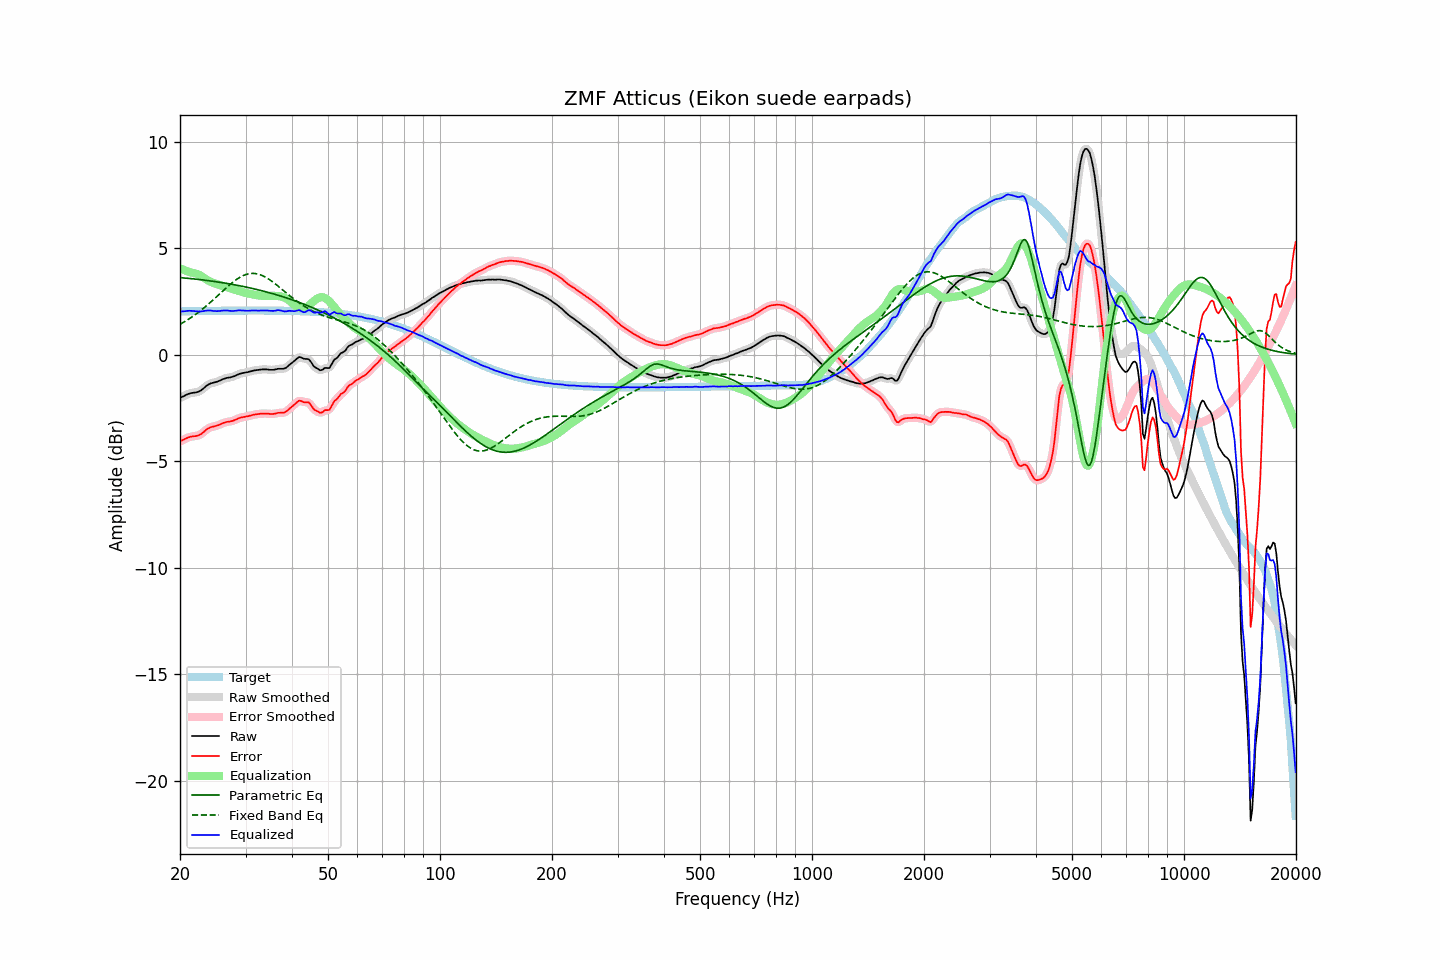 ZMF Atticus (Eikon suede earpads)
10
5
0
−5
−10
−15
−20
Amplitude (dBr)
Target
Raw Smoothed
Error Smoothed
Raw
Error
Equalization
Parametric Eq
Fixed Band Eq
Equalized
20 50 100 200 500 1000 2000 5000 10000 20000
Frequency (Hz)